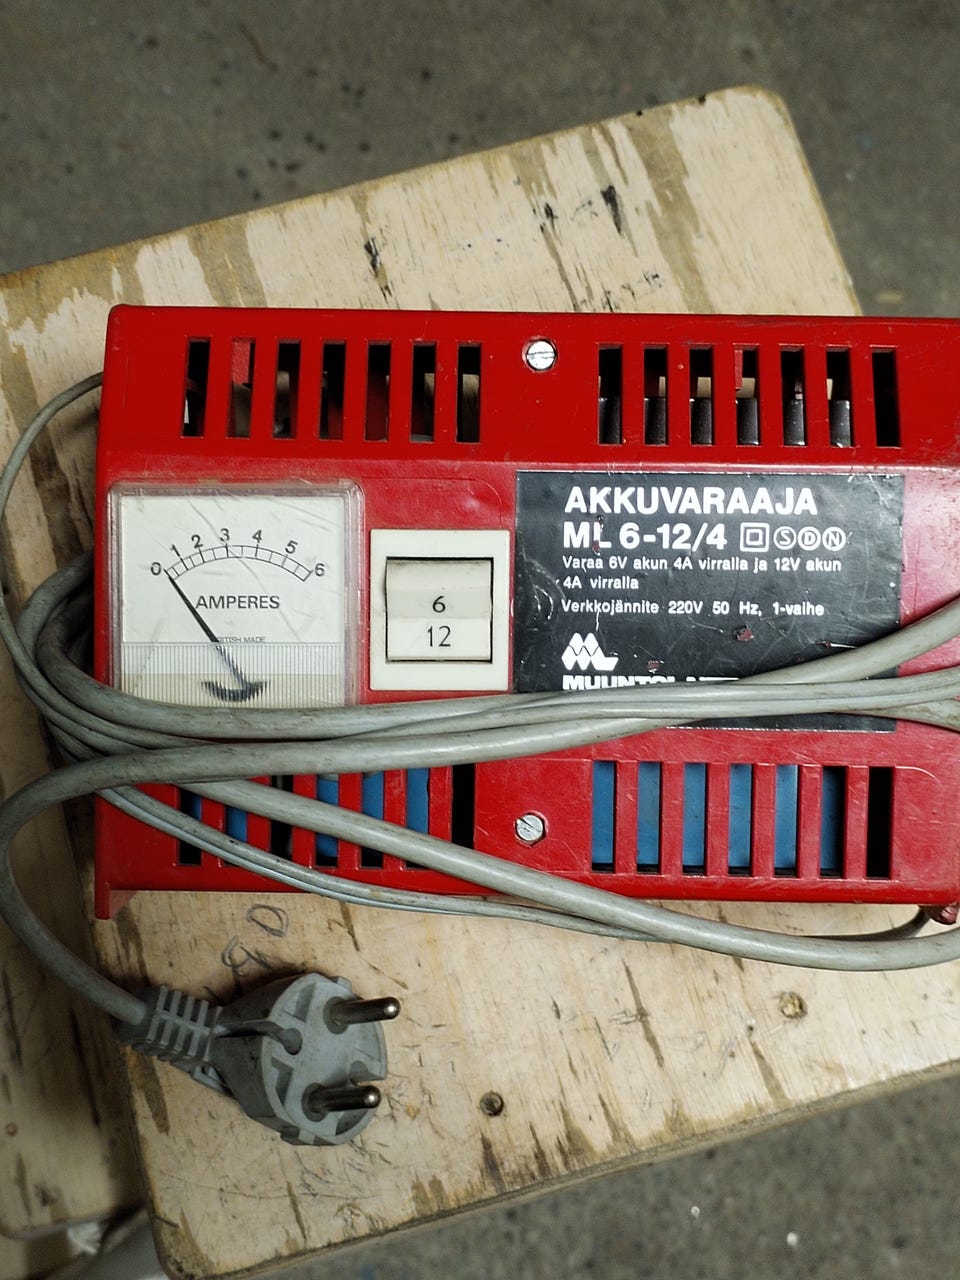 AKKUVARAAJA
ML 6-12/4 S D N
Varaa 6V akun 4A virralla ja 12V akun
4A virralla
Verkkojännite 220V 50 Hz, 1-vaihe
0 1 2 3 4 5 6
AMPERES
6
12